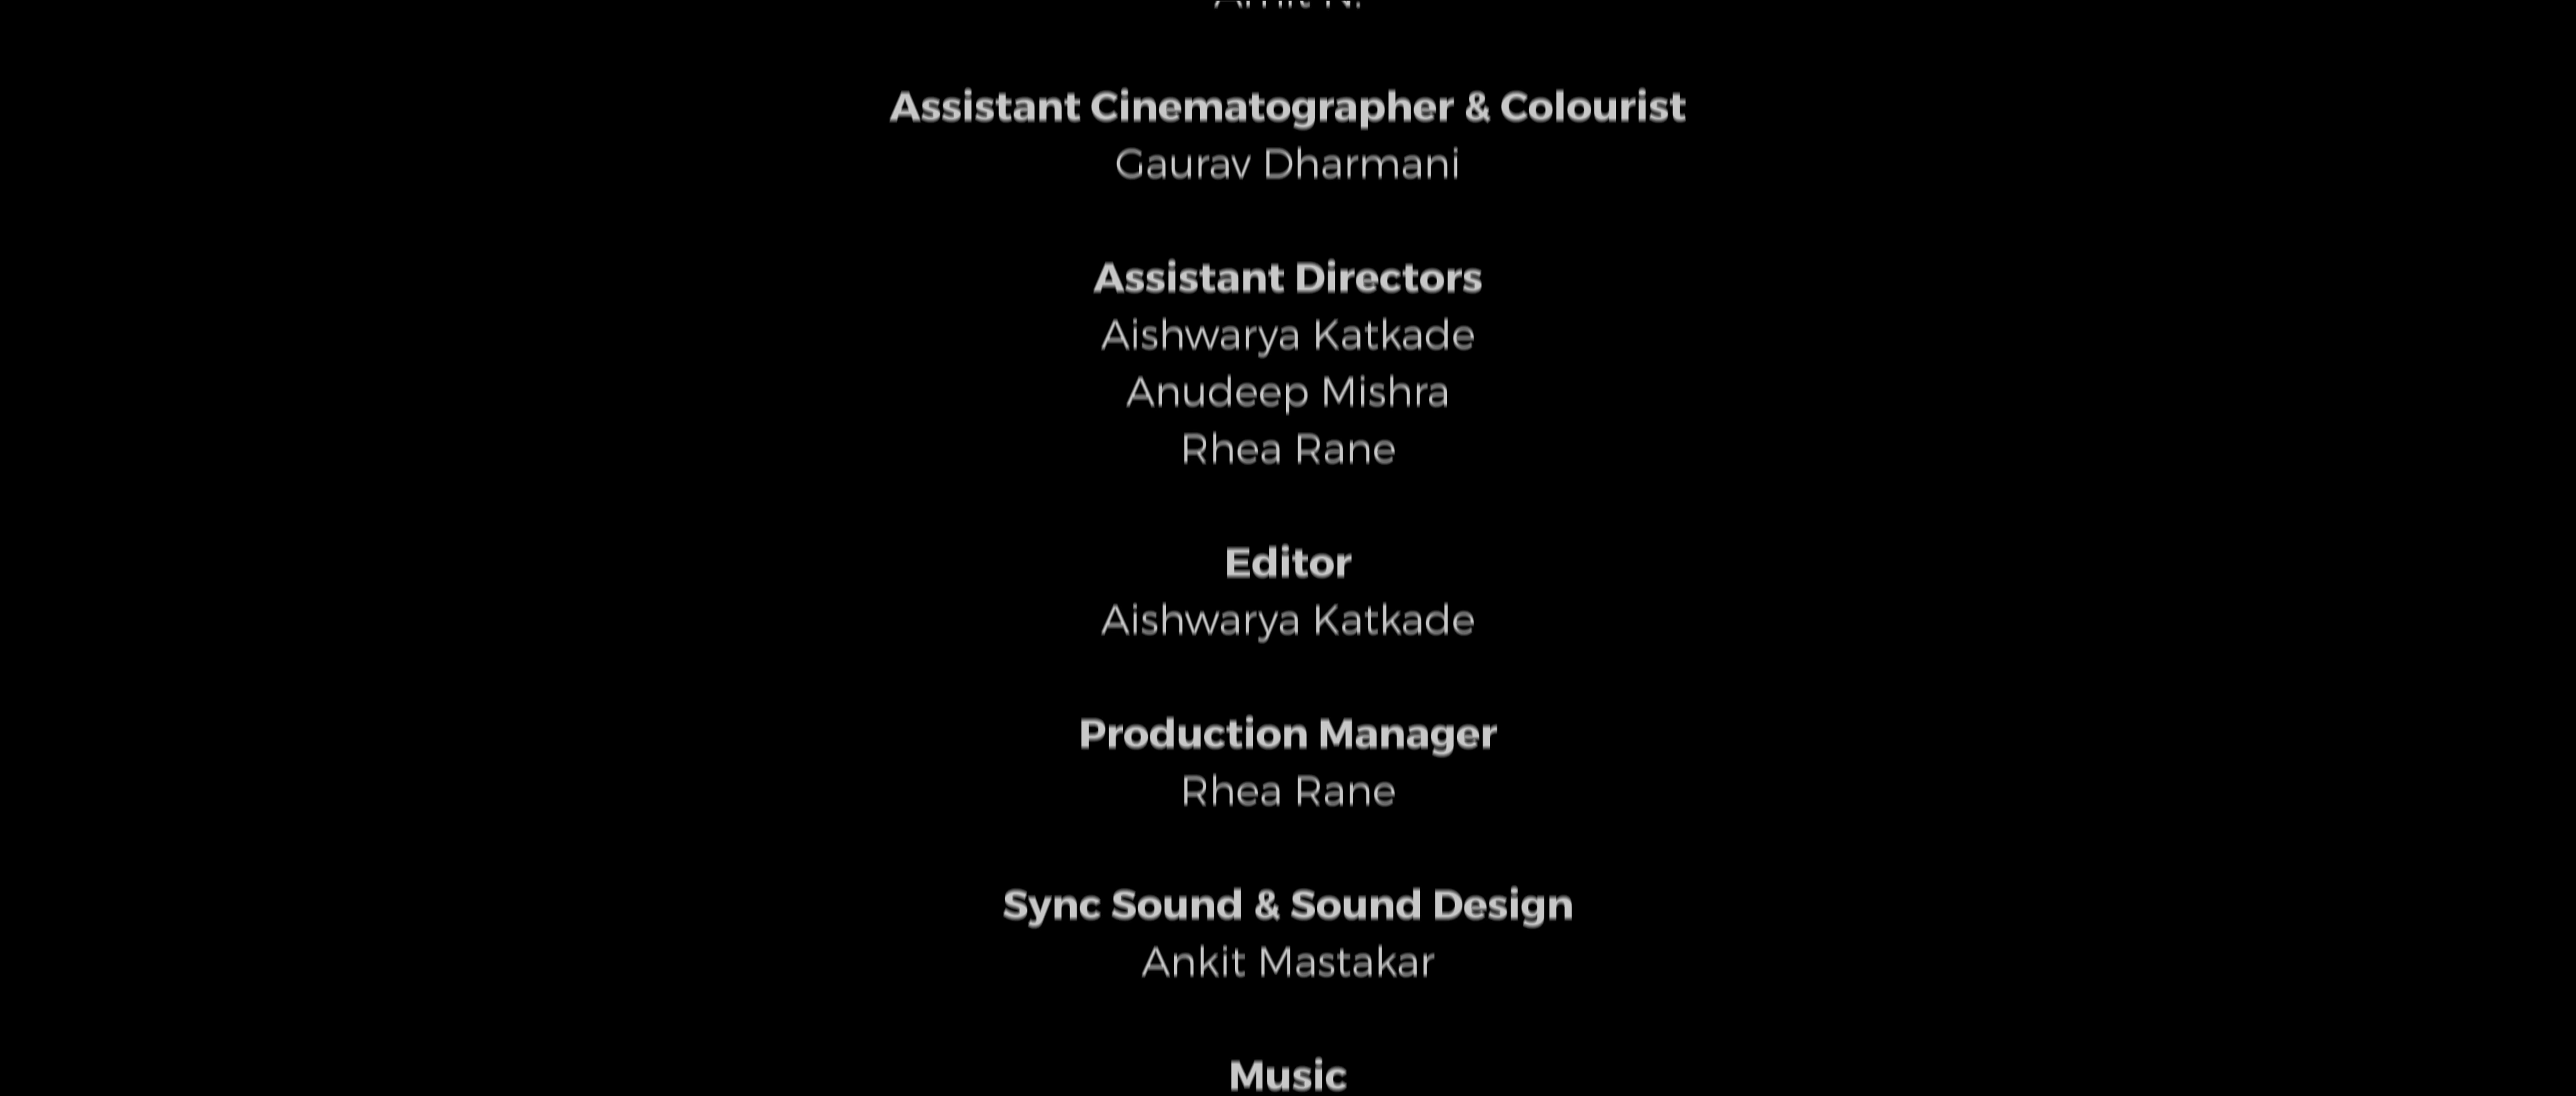 Assistant Cinematographer & Colourist
Gaurav Dharmani
Assistant Directors
Aishwarya Katkade
Anudeep Mishra
Rhea Rane
Editor
Aishwarya Katkade
Production Manager
Rhea Rane
Sync Sound & Sound Design
Ankit Mastakar
Music